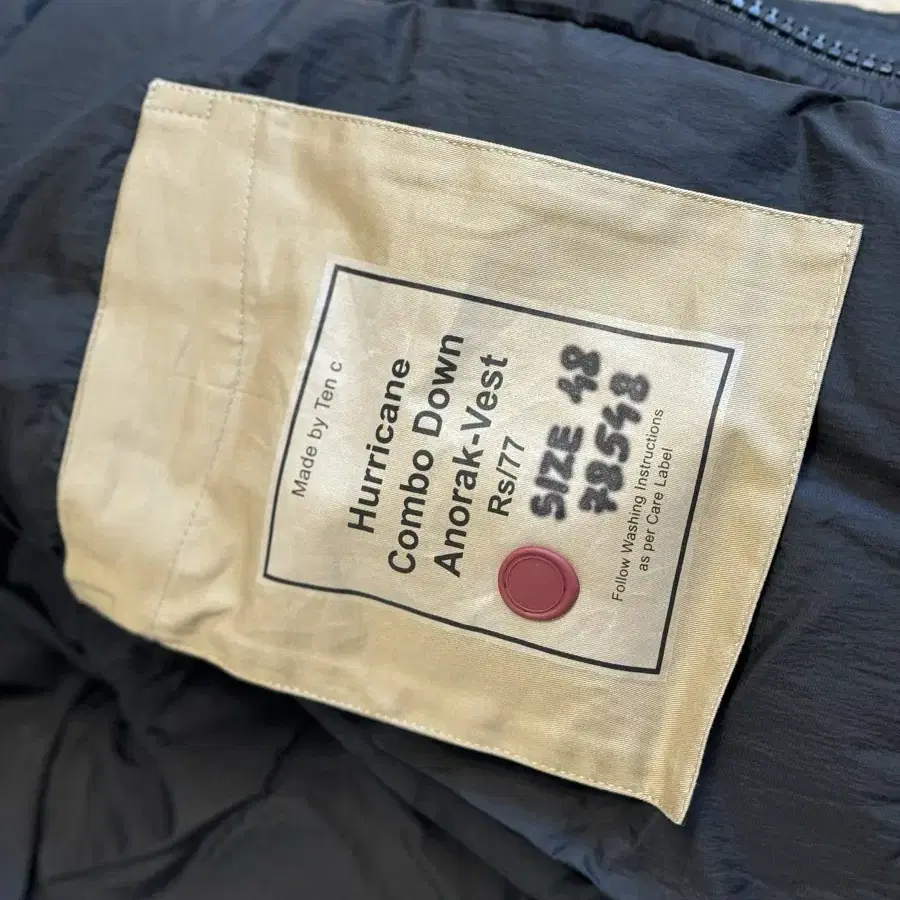 Made by Ten c
Hurricane
Combo Down
Anorak-Vest
Rs/77
SIZE 48
78548
Follow Washing Instructions
as per Care Label